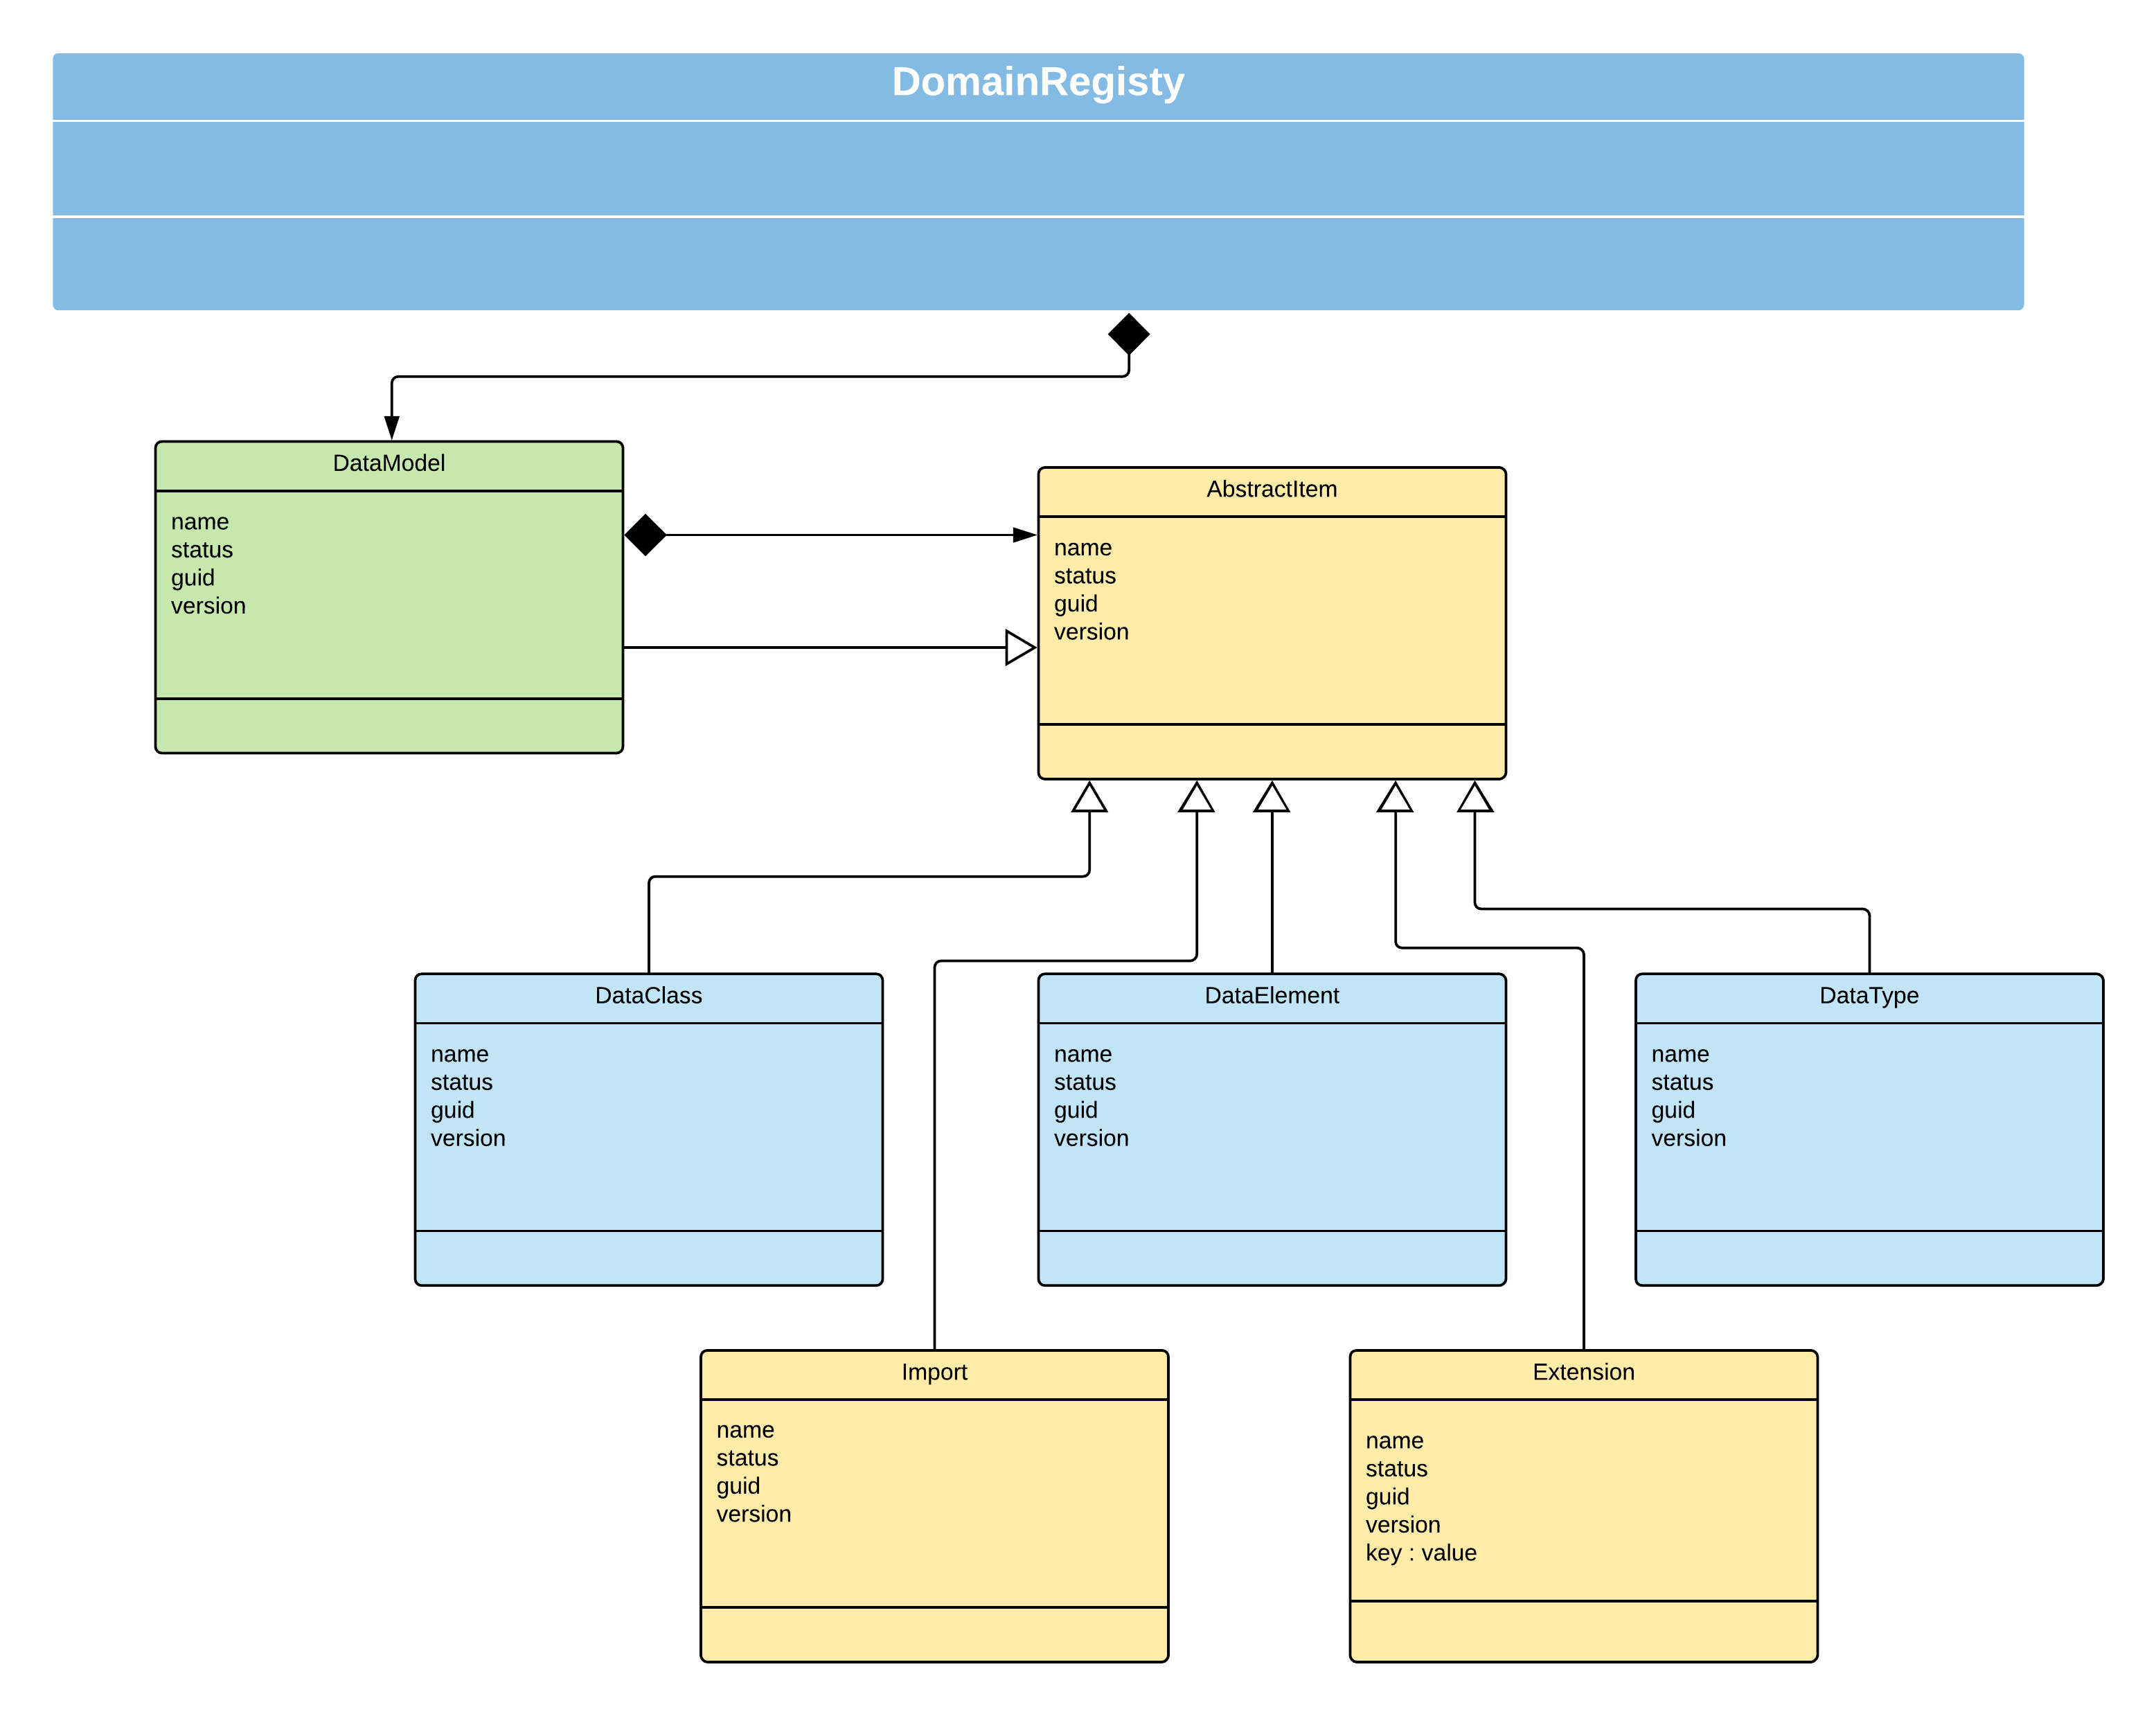 DomainRegisty
DataModel
name
status
guid
version
AbstractItem
name
status
guid
version
DataClass
name
status
guid
version
DataElement
name
status
guid
version
DataType
name
status
guid
version
Import
name
status
guid
version
Extension
name
status
guid
version
key : value